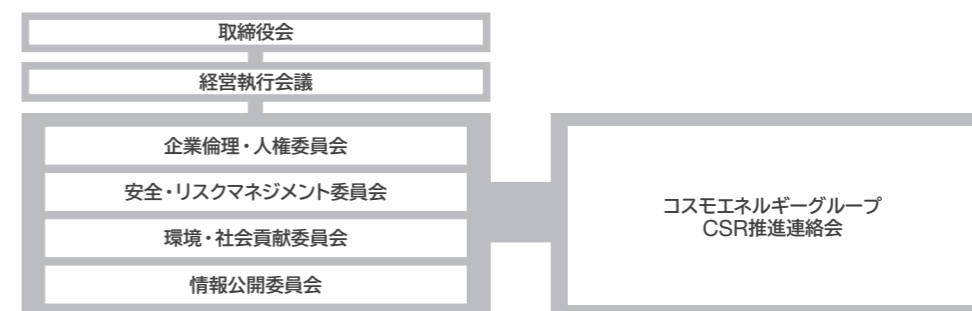 取締役会
経営執行会議
企業倫理・人権委員会
安全・リスクマネジメント委員会
環境・社会貢献委員会
情報公開委員会
コスモエネルギーグループ
CSR推進連絡会